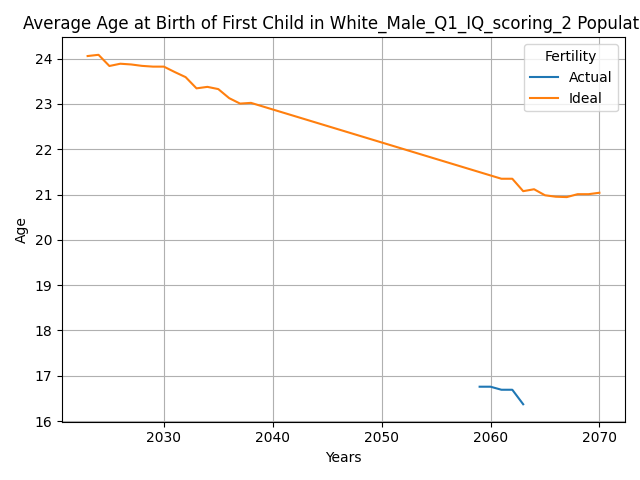 Average Age at Birth of First Child in White_Male_Q1_IQ_scoring_2 Populat
Fertility
Actual
Ideal
24
23
22
21
20
19
18
17
16
Age
2030 2040 2050 2060 2070
Years